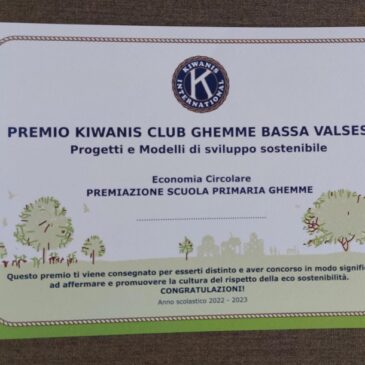 KIWANIS
K
INTERNATIONAL
PREMIO KIWANIS CLUB GHEMME BASSA VALSES
Progetti e Modelli di sviluppo sostenibile
Economia Circolare
PREMIAZIONE SCUOLA PRIMARIA GHEMME
Questo premio ti viene consegnato per esserti distinto e aver concorso in modo signific
ad affermare e promuovere la cultura del rispetto della eco sostenibilità.
CONGRATULAZIONI!
Anno scolastico 2022 - 2023